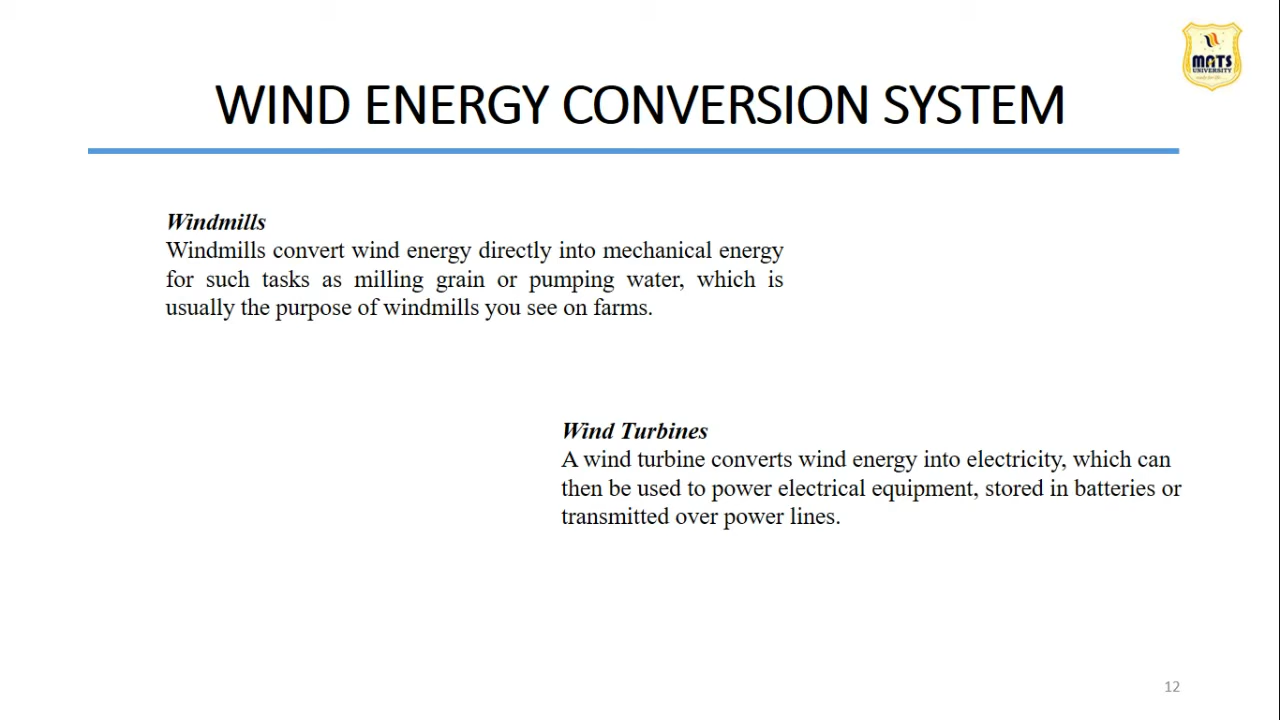 MATS
UNIVERSITY
WIND ENERGY CONVERSION SYSTEM
Windmills
Windmills convert wind energy directly into mechanical energy
for such tasks as milling grain or pumping water, which is
usually the purpose of windmills you see on farms.
Wind Turbines
A wind turbine converts wind energy into electricity, which can
then be used to power electrical equipment, stored in batteries or
transmitted over power lines.
12